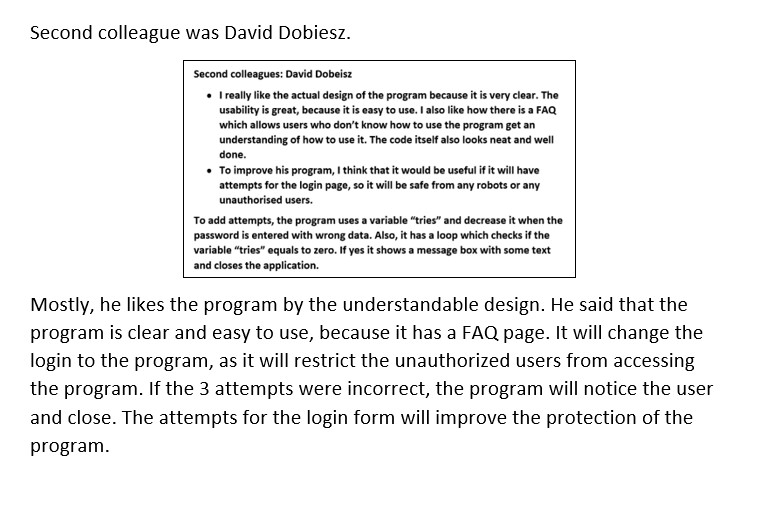 Second colleague was David Dobiesz.
Second colleagues: David Dobeisz
• I really like the actual design of the program because it is very clear. The
usability is great, because it is easy to use. I also like how there is a FAQ
which allows users who don’t know how to use the program get an
understanding of how to use it. The code itself also looks neat and well
done.
• To improve his program, I think that it would be useful if it will have
attempts for the login page, so it will be safe from any robots or any
unauthorised users.
To add attempts, the program uses a variable “tries” and decrease it when the
password is entered with wrong data. Also, it has a loop which checks if the
variable “tries” equals to zero. If yes it shows a message box with some text
and closes the application.
Mostly, he likes the program by the understandable design. He said that the
program is clear and easy to use, because it has a FAQ page. It will change the
login to the program, as it will restrict the unauthorized users from accessing
the program. If the 3 attempts were incorrect, the program will notice the user
and close. The attempts for the login form will improve the protection of the
program.